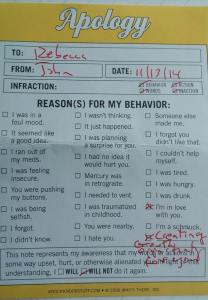 Apology
TO: Rebecca
FROM: John DATE: 11/17/14
INFRACTION: BEHAVIOR ACTION
WORDS INACTION
REASON(S) FOR MY BEHAVIOR:
I was in a foul mood.
It seemed like a good idea.
I ran out of my meds.
I was feeling insecure.
You were pushing my buttons.
I was being selfish.
I forgot.
I didn't know.
I wasn't thinking.
It just happened.
I was planning a surprise for you.
I had no idea it would hurt you.
Mercury was in retrograde.
I needed to vent.
I was traumatized in childhood.
You were nearby.
I hate you.
Someone else made me.
I forgot you didn't like that.
I couldn't help myself.
I was tired.
I was hungry.
I was drunk.
I'm in love with you.
I'm a schmuck.
Creating
This note represents my awareness that my words or actions in
some way upset, hurt, or otherwise alienated
understanding, I WILL WILL NOT do it again.